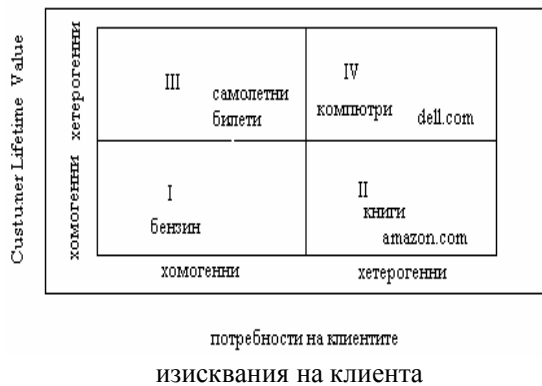 Custumer Lifetime Value
хетерогенни
хомогенни
III
самолетни
билети
IV
компютри
dell.com
I
бензин
II
книги
amazon.com
хомогенни
хетерогенни
потребности на клиентите
изисквания на клиента